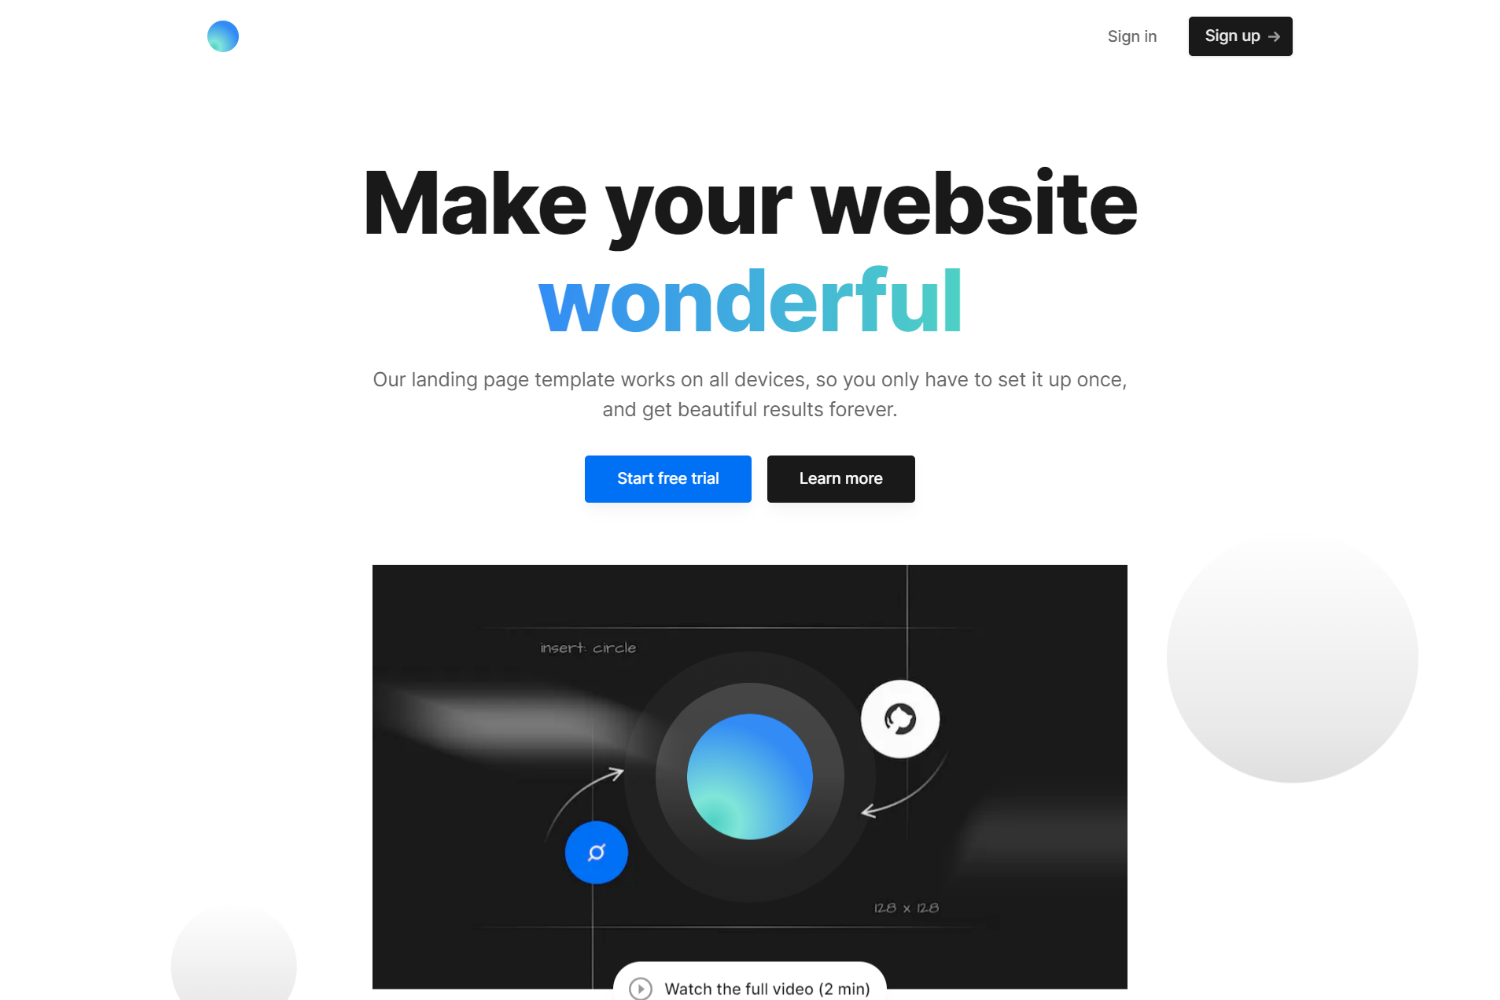 Sign in
Sign up
Make your website
wonderful
Our landing page template works on all devices, so you only have to set it up once,
and get beautiful results forever.
Start free trial
Learn more
insert: circle
128 x 128
Watch the full video (2 min)